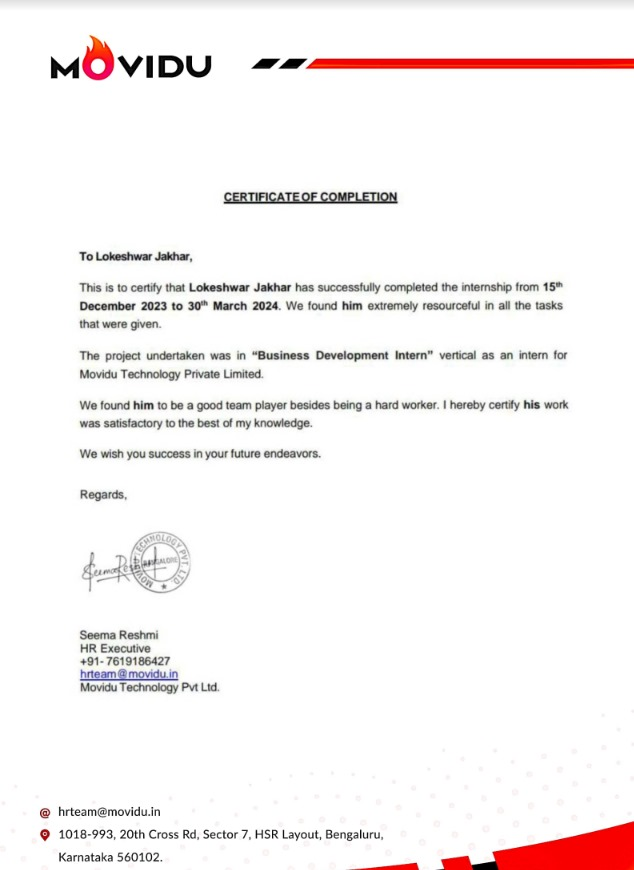 MOVIDU
CERTIFICATE OF COMPLETION
To Lokeshwar Jakhar,
This is to certify that Lokeshwar Jakhar has successfully completed the internship from 15th
December 2023 to 30th March 2024. We found him extremely resourceful in all the tasks
that were given.
The project undertaken was in “Business Development Intern” vertical as an intern for
Movidu Technology Private Limited.
We found him to be a good team player besides being a hard worker. I hereby certify his work
was satisfactory to the best of my knowledge.
We wish you success in your future endeavors.
Regards,
MOVIDU TECHNOLOGY PVT. LTD.
BANGALORE
Seema Reshmi
HR Executive
+91- 7619186427
hrteam@movidu.in
Movidu Technology Pvt Ltd.
@ hrteam@movidu.in
1018-993, 20th Cross Rd, Sector 7, HSR Layout, Bengaluru,
Karnataka 560102.